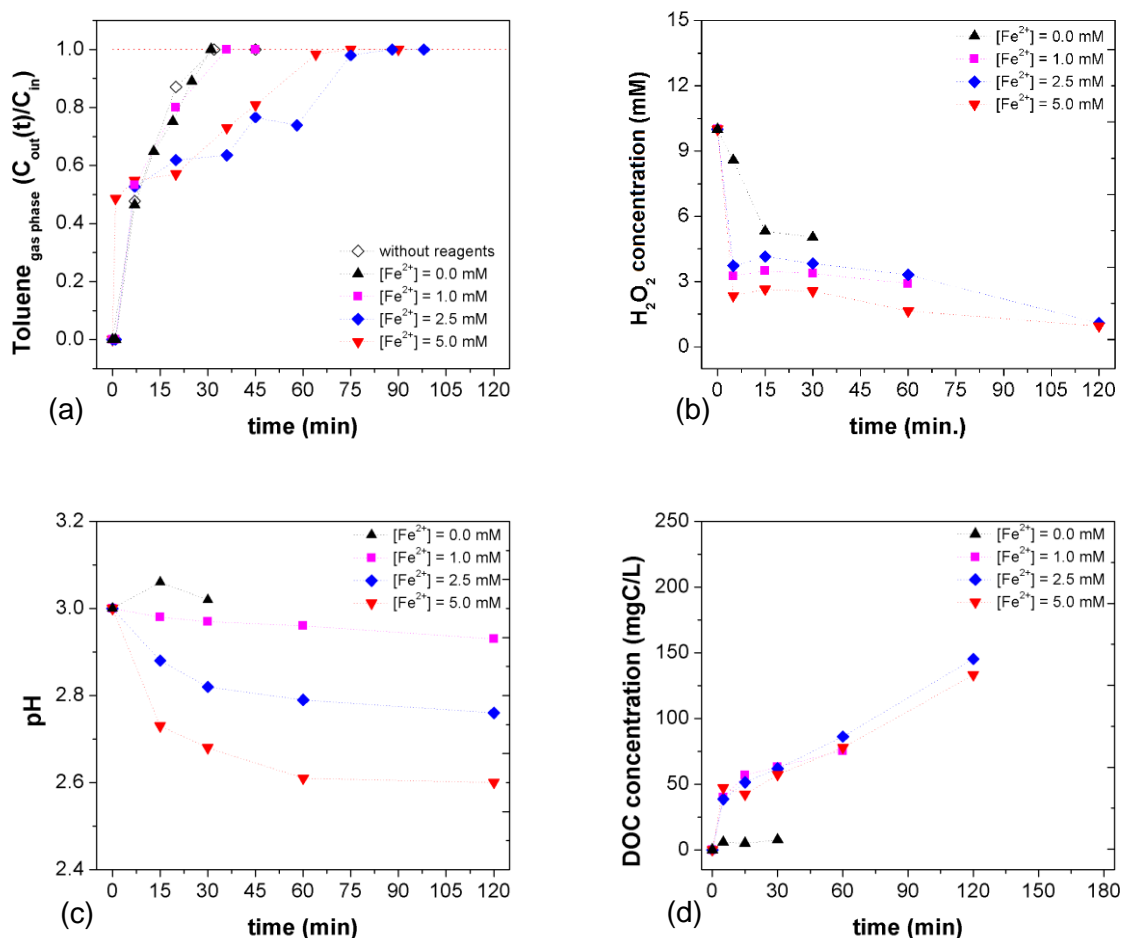 Toluene gas phase (C_out(t)/C_in)
1.0
0.8
0.6
0.4
0.2
0.0
without reagents
[Fe²⁺] = 0.0 mM
[Fe²⁺] = 1.0 mM
[Fe²⁺] = 2.5 mM
[Fe²⁺] = 5.0 mM
0 15 30 45 60 75 90 105 120
time (min)
(a)
H₂O₂ concentration (mM)
15
12
9
6
3
0
[Fe²⁺] = 0.0 mM
[Fe²⁺] = 1.0 mM
[Fe²⁺] = 2.5 mM
[Fe²⁺] = 5.0 mM
0 15 30 45 60 75 90 105 120
time (min.)
(b)
pH
3.2
3.0
2.8
2.6
2.4
[Fe²⁺] = 0.0 mM
[Fe²⁺] = 1.0 mM
[Fe²⁺] = 2.5 mM
[Fe²⁺] = 5.0 mM
0 15 30 45 60 75 90 105 120
time (min)
(c)
DOC concentration (mgC/L)
250
200
150
100
50
0
[Fe²⁺] = 0.0 mM
[Fe²⁺] = 1.0 mM
[Fe²⁺] = 2.5 mM
[Fe²⁺] = 5.0 mM
0 30 60 90 120 150 180
time (min)
(d)